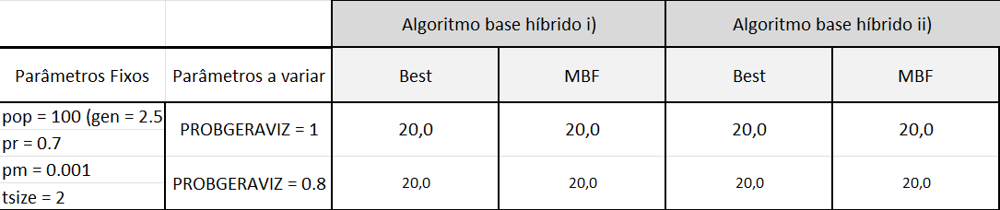 Algoritmo base híbrido i) Algoritmo base híbrido ii)
Parâmetros Fixos Parâmetros a variar Best MBF Best MBF
pop = 100 (gen = 2.5
PROBGERAVIZ = 1 20,0 20,0 20,0 20,0
pr = 0.7
pm = 0.001
PROBGERAVIZ = 0.8 20,0 20,0 20,0 20,0
tsize = 2